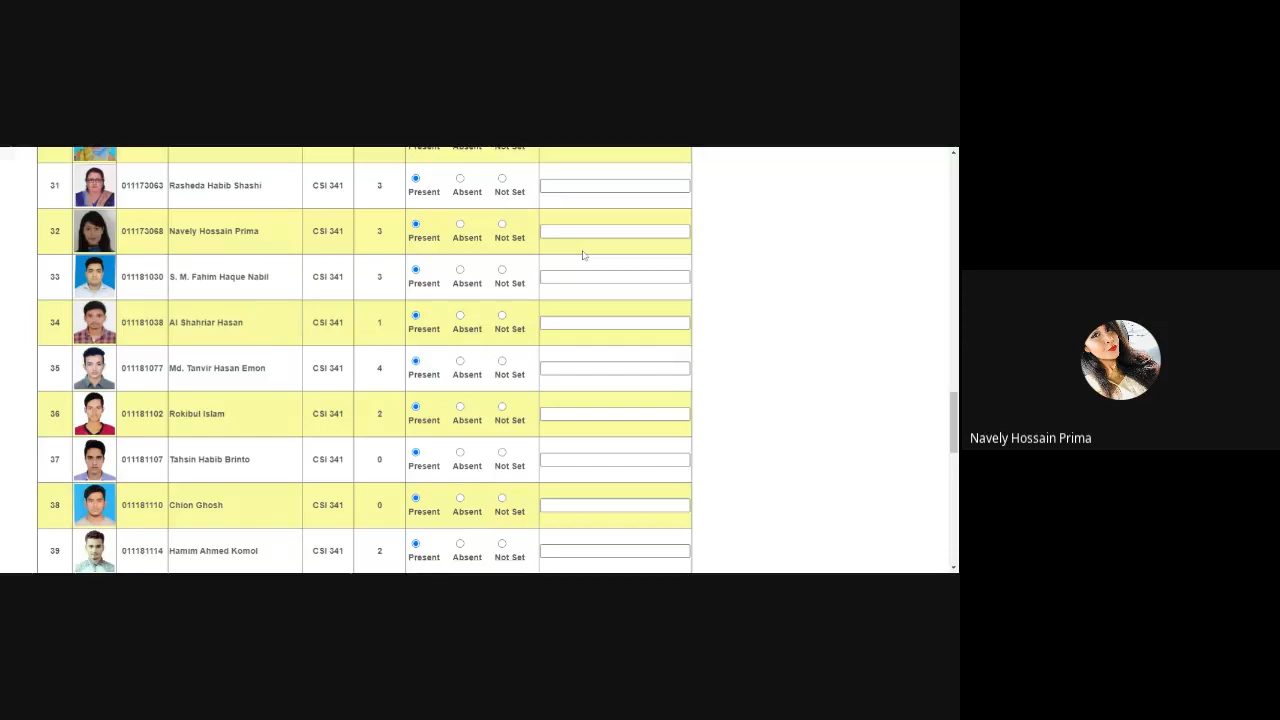 Present Absent Not Set
31 011173063 Rasheda Habib Shashi CSI 341 3 Present Absent Not Set
32 011173068 Navely Hossain Prima CSI 341 3 Present Absent Not Set
33 011181030 S. M. Fahim Haque Nabil CSI 341 3 Present Absent Not Set
34 011181038 Al Shahriar Hasan CSI 341 1 Present Absent Not Set
35 011181077 Md. Tanvir Hasan Emon CSI 341 4 Present Absent Not Set
36 011181102 Rokibul Islam CSI 341 2 Present Absent Not Set
37 011181107 Tahsin Habib Brinto CSI 341 0 Present Absent Not Set
38 011181110 Chion Ghosh CSI 341 0 Present Absent Not Set
39 011181114 Hamim Ahmed Komol CSI 341 2 Present Absent Not Set
Navely Hossain Prima